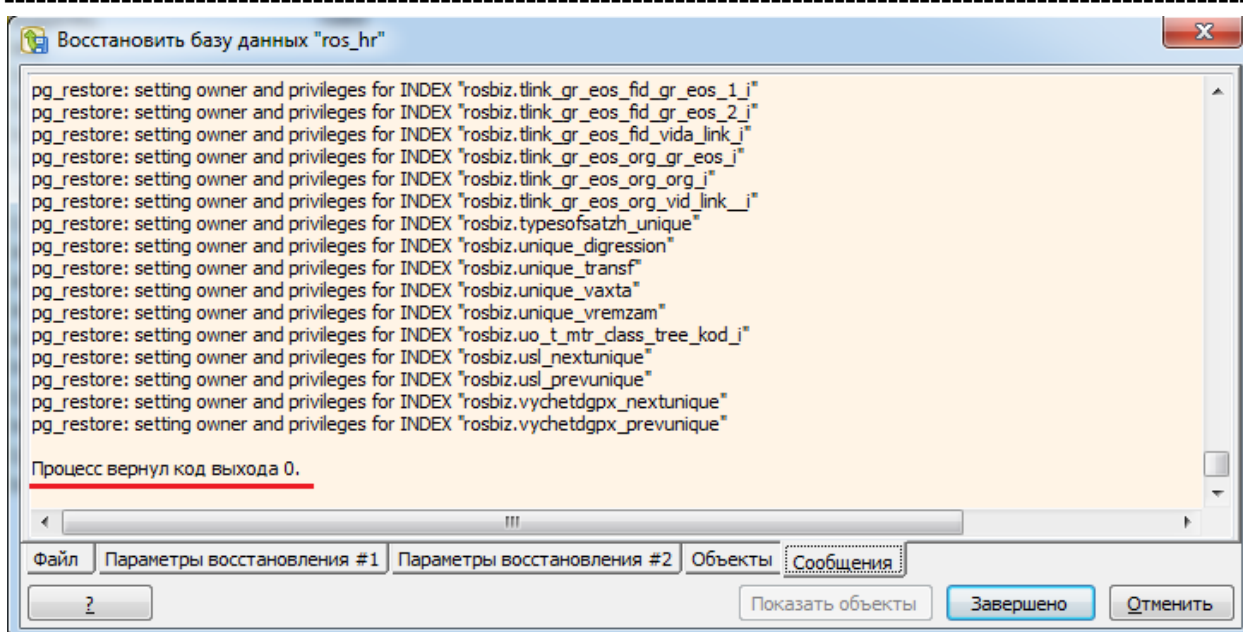 Восстановить базу данных "ros_hr"
pg_restore: setting owner and privileges for INDEX "rosbiz.tlink_gr_eos_fid_gr_eos_1_i"
pg_restore: setting owner and privileges for INDEX "rosbiz.tlink_gr_eos_fid_gr_eos_2_i"
pg_restore: setting owner and privileges for INDEX "rosbiz.tlink_gr_eos_fid_vida_link_i"
pg_restore: setting owner and privileges for INDEX "rosbiz.tlink_gr_eos_org_gr_eos_i"
pg_restore: setting owner and privileges for INDEX "rosbiz.tlink_gr_eos_org_org_i"
pg_restore: setting owner and privileges for INDEX "rosbiz.tlink_gr_eos_org_vid_link__i"
pg_restore: setting owner and privileges for INDEX "rosbiz.typesofsatzh_unique"
pg_restore: setting owner and privileges for INDEX "rosbiz.unique_digression"
pg_restore: setting owner and privileges for INDEX "rosbiz.unique_transf"
pg_restore: setting owner and privileges for INDEX "rosbiz.unique_vaxta"
pg_restore: setting owner and privileges for INDEX "rosbiz.unique_vremzam"
pg_restore: setting owner and privileges for INDEX "rosbiz.uo_t_mtr_class_tree_kod_i"
pg_restore: setting owner and privileges for INDEX "rosbiz.usl_nextunique"
pg_restore: setting owner and privileges for INDEX "rosbiz.usl_prevunique"
pg_restore: setting owner and privileges for INDEX "rosbiz.vychetdgpx_nextunique"
pg_restore: setting owner and privileges for INDEX "rosbiz.vychetdgpx_prevunique"
Процесс вернул код выхода 0.
Файл Параметры восстановления #1 Параметры восстановления #2 Объекты Сообщения
? Показать объекты Завершено Отменить